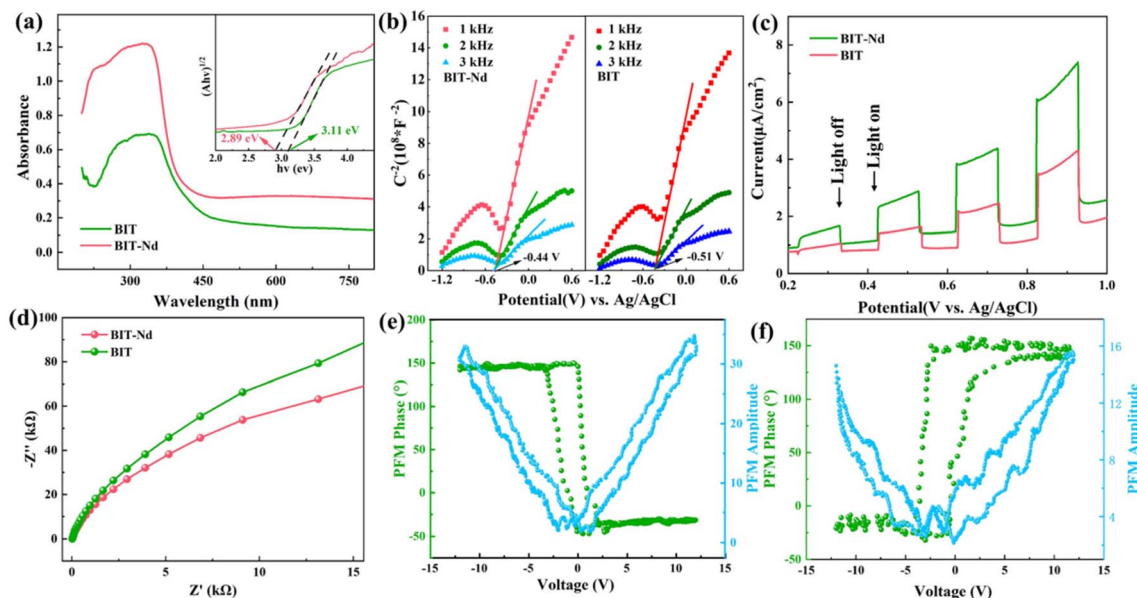 (a)
Absorbance
1.2
1.0
0.8
0.6
0.4
0.2
0.0
BIT
BIT-Nd
300
450
600
750
Wavelength (nm)
(Ahv)1/2
2.89 eV
3.11 eV
2.0
2.5
3.0
3.5
4.0
hv (ev)
(b)
C-2(108*F -2)
16
14
12
10
8
6
4
2
0
1 kHz
2 kHz
3 kHz
BIT-Nd
-0.44 V
-1.2
-0.6
0.0
0.6
1 kHz
2 kHz
3 kHz
BIT
-0.51 V
-1.2
-0.6
0.0
0.6
Potential(V) vs. Ag/AgCl
(c)
Current(μA/cm2)
8
6
4
2
0
BIT-Nd
BIT
Light off
Light on
0.2
0.4
0.6
0.8
1.0
Potential(V vs. Ag/AgCl)
(d)
-Z'' (kΩ)
100
80
60
40
20
0
BIT-Nd
BIT
0
5
10
15
Z' (kΩ)
(e)
PFM Phase (°)
200
150
100
50
0
-50
PFM Amplitude
30
20
10
0
-15
-10
-5
0
5
10
15
Voltage (V)
(f)
PFM Phase (°)
150
100
50
0
-50
PFM Amplitude
16
12
8
4
-15
-10
-5
0
5
10
15
Voltage (V)